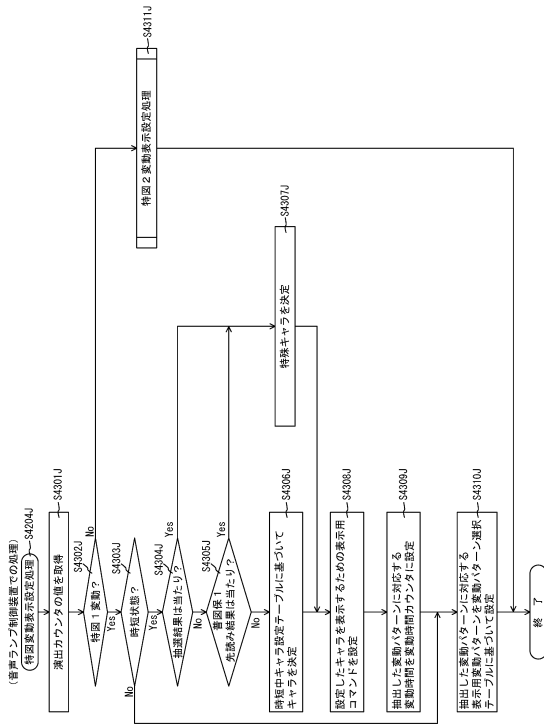 (音声ランプ制御装置での処理)
特図変動表示設定処理
S4204J
演出カウンタの値を取得
S4301J
特図1変動?
S4302J
No
Yes
時短状態?
S4303J
No
Yes
抽選結果は当たり?
S4304J
Yes
No
普図保1
先読み結果は当たり?
S4305J
Yes
No
時短中キャラ設定テーブルに基づいて
キャラを決定
S4306J
特殊キャラを決定
S4307J
設定したキャラを表示するための表示用
コマンドを設定
S4308J
抽出した変動パターンに対応する
変動時間を変動時間カウンタに設定
S4309J
抽出した変動パターンに対応する
表示用変動パターンを変動パターン選択
テーブルに基づいて設定
S4310J
特図2変動表示設定処理
S4311J
終 了